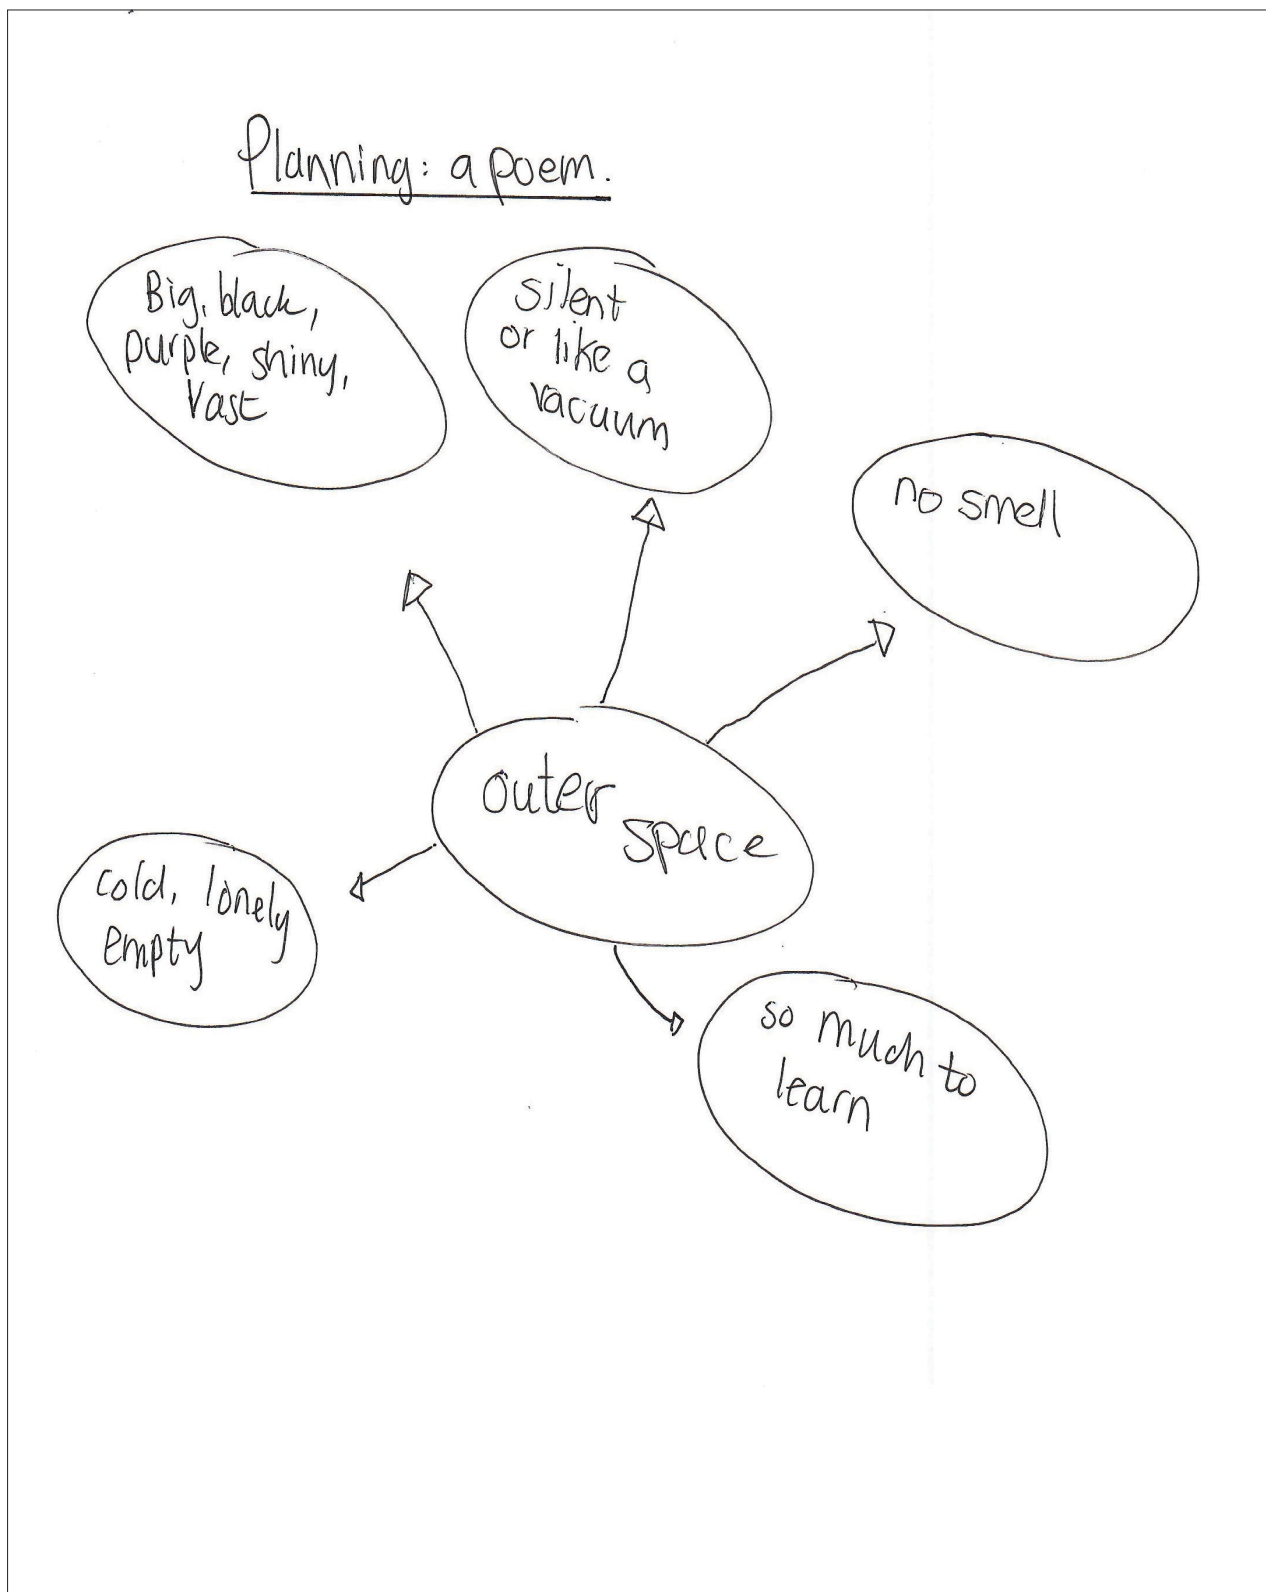 Planning: a poem.
Big, black,
purple, shiny,
Vast
silent
or like a
vacuum
no smell
outer
space
cold, lonely
empty
so much to
learn